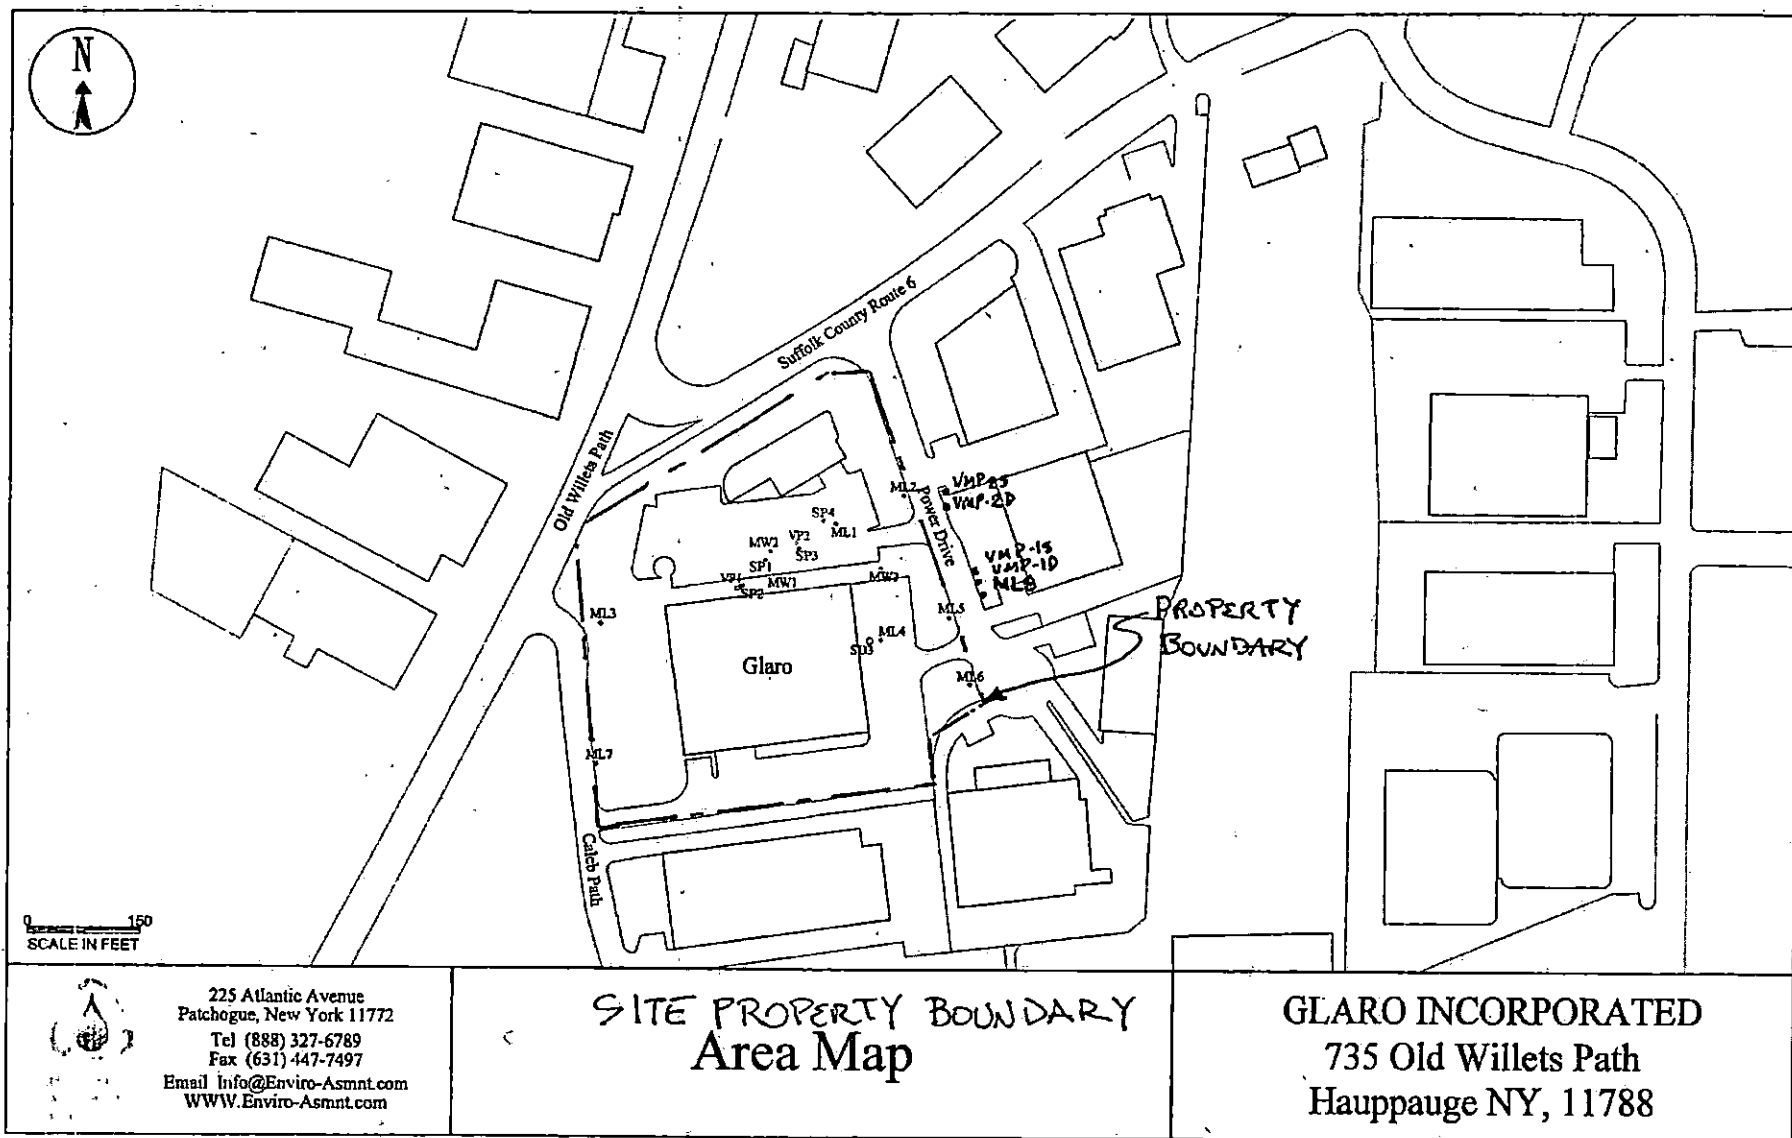 N
Suffolk County Route 6
Old Willets Path
ML2
Power Drive
VMP-2S
VMP-2D
SP4
ML1
MW2
VP2
SP3
SP1
VP1
MW1
SP2
MW3
VMP-1S
VMP-1D
ML8
ML3
ML5
ML4
SU3
Glaro
PROPERTY
BOUNDARY
ML6
ML7
Caleb Path
0 150
SCALE IN FEET
225 Atlantic Avenue
Patchogue, New York 11772
Tel (888) 327-6789
Fax (631) 447-7497
Email Info@Enviro-Asmnt.com
WWW.Enviro-Asmnt.com
SITE PROPERTY BOUNDARY
Area Map
GLARO INCORPORATED
735 Old Willets Path
Hauppauge NY, 11788